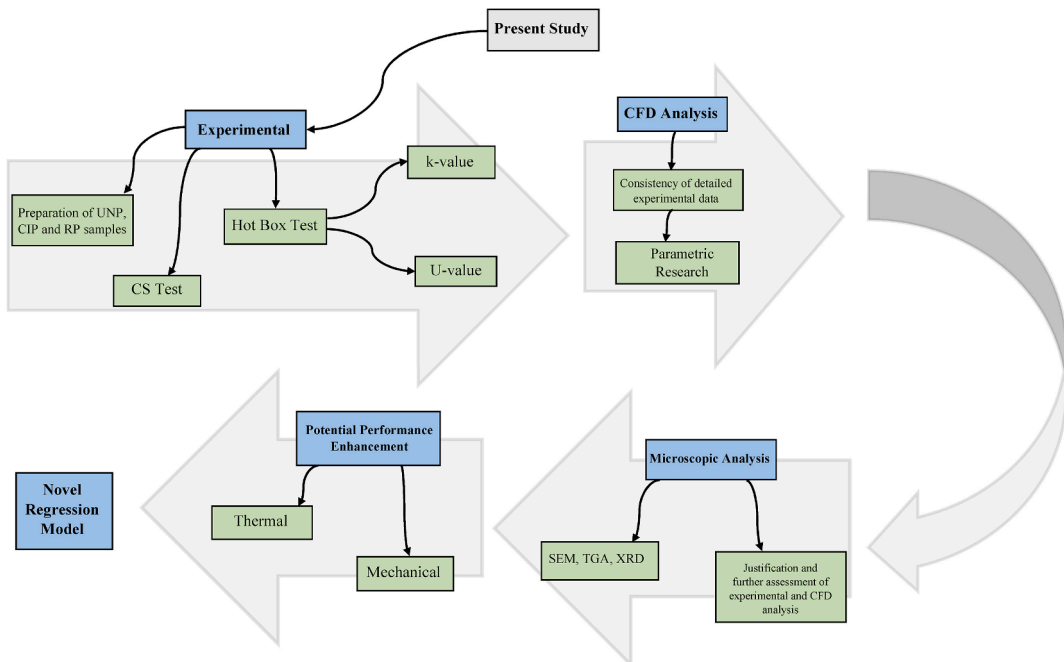 Present Study
Experimental
k-value
Preparation of UNP,
CIP and RP samples
Hot Box Test
U-value
CS Test
CFD Analysis
Consistency of detailed
experimental data
Parametric
Research
Microscopic Analysis
SEM, TGA, XRD
Justification and
further assessment of
experimental and CFD
analysis
Potential Performance
Enhancement
Thermal
Mechanical
Novel
Regression
Model